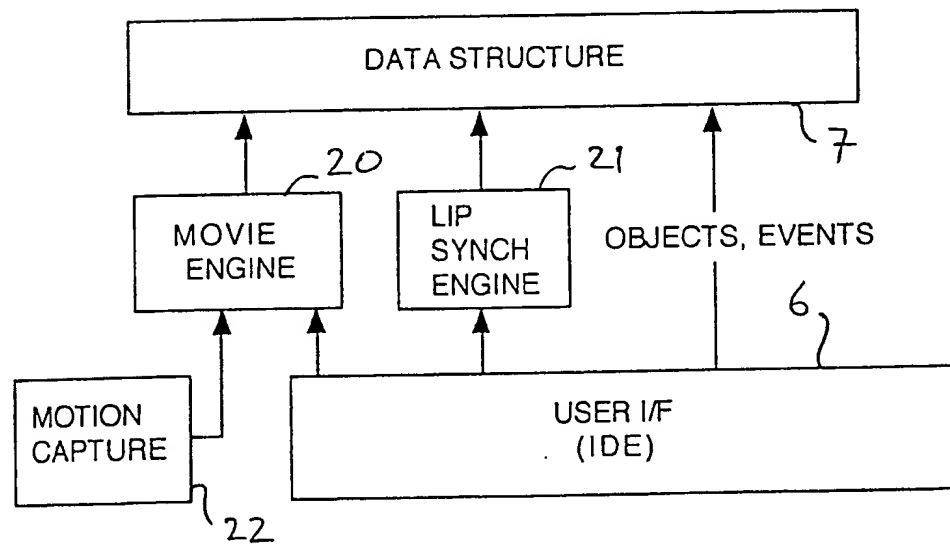 DATA STRUCTURE
7
20
21
MOVIE
ENGINE
LIP
SYNCH
ENGINE
OBJECTS, EVENTS
6
MOTION
CAPTURE
USER I/F
(IDE)
22